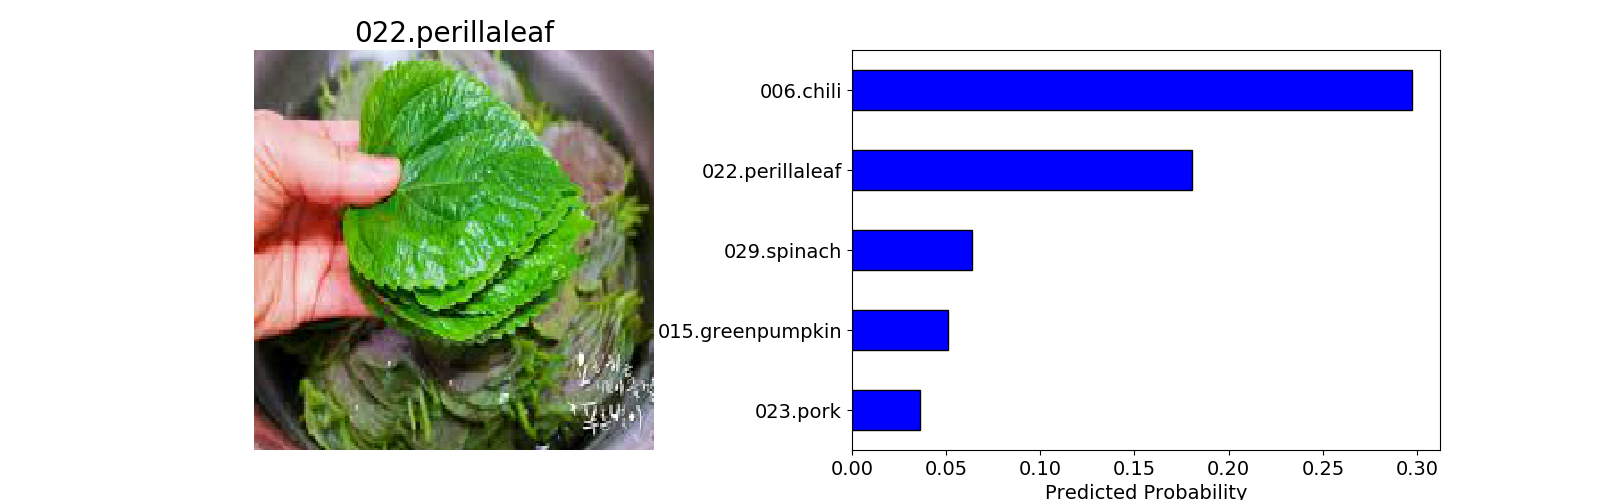 022.perillaleaf
006.chili
022.perillaleaf
029.spinach
015.greenpumpkin
023.pork
0.00 0.05 0.10 0.15 0.20 0.25 0.30
Predicted Probability